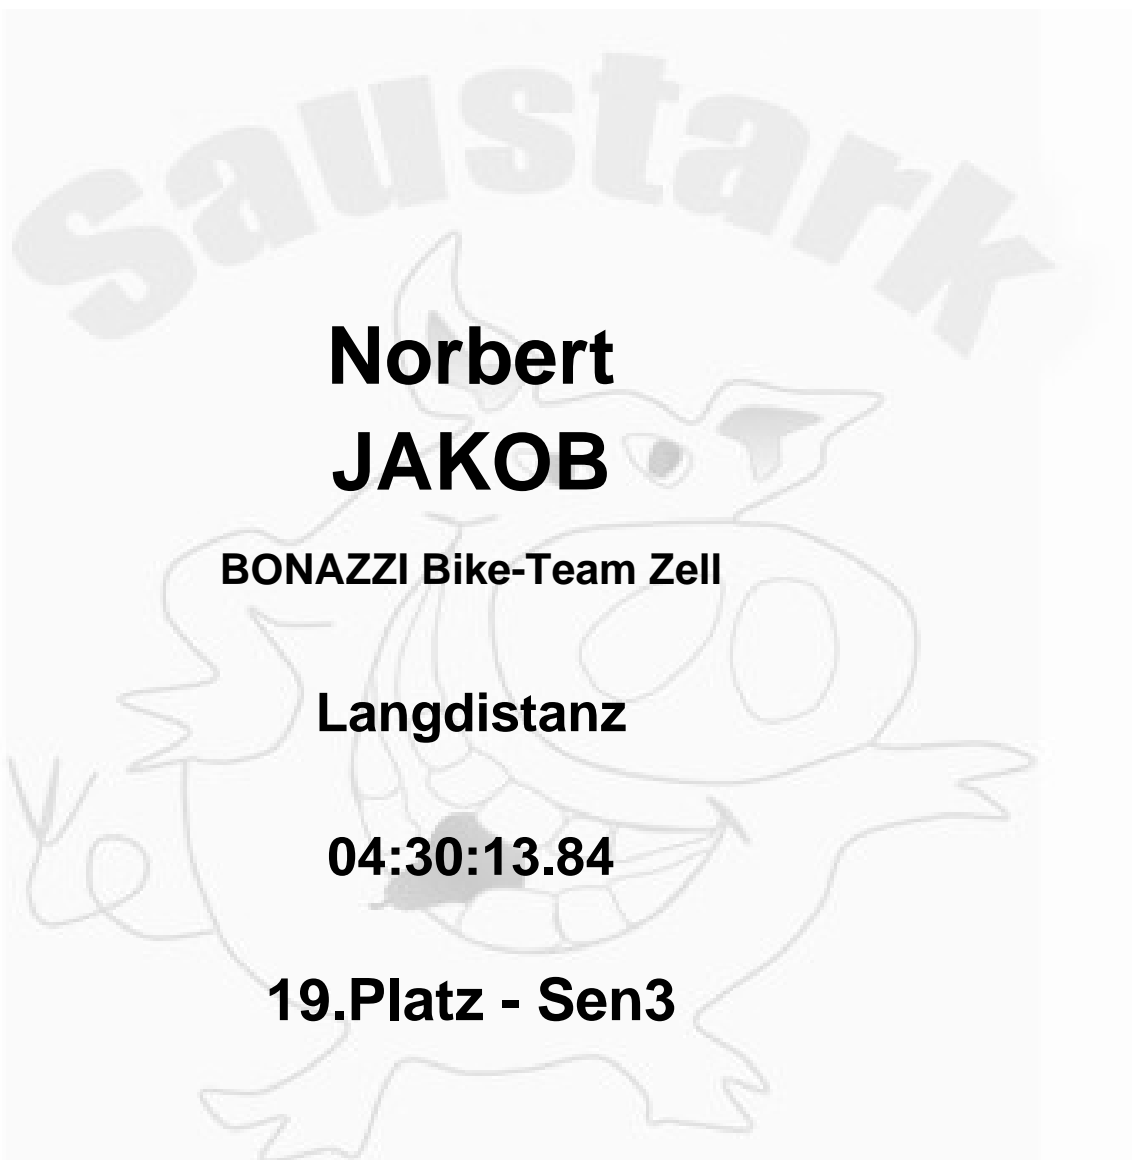 Saustark
Norbert
JAKOB
BONAZZI Bike-Team Zell
Langdistanz
04:30:13.84
19.Platz - Sen3